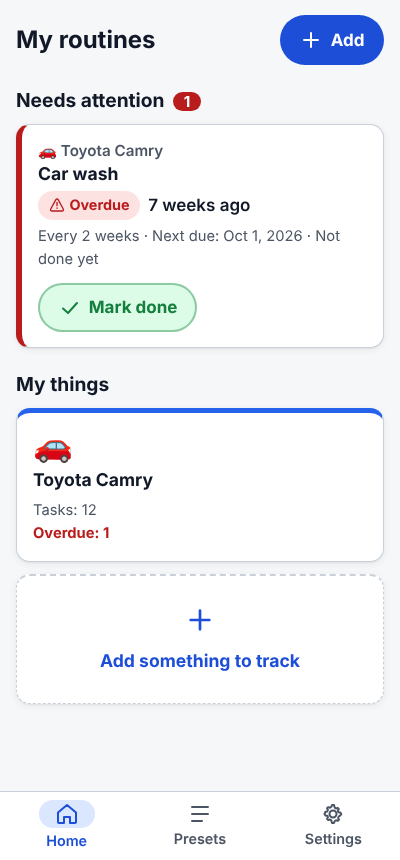 My routines
Add
Needs attention
1
Toyota Camry
Car wash
Overdue
7 weeks ago
Every 2 weeks · Next due: Oct 1, 2026 · Not
done yet
Mark done
My things
Toyota Camry
Tasks: 12
Overdue: 1
Add something to track
Home
Presets
Settings